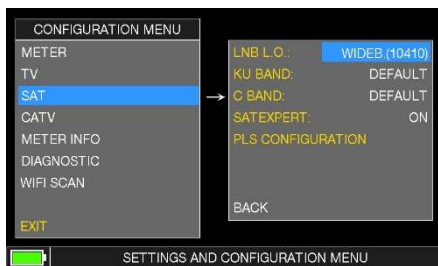 CONFIGURATION MENU
METER
TV
SAT
CATV
METER INFO
DIAGNOSTIC
WIFI SCAN
EXIT
→
LNB L.O.: WIDEB.(10410)
KU BAND: DEFAULT
C BAND: DEFAULT
SATEXPERT: ON
PLS CONFIGURATION
BACK
SETTINGS AND CONFIGURATION MENU